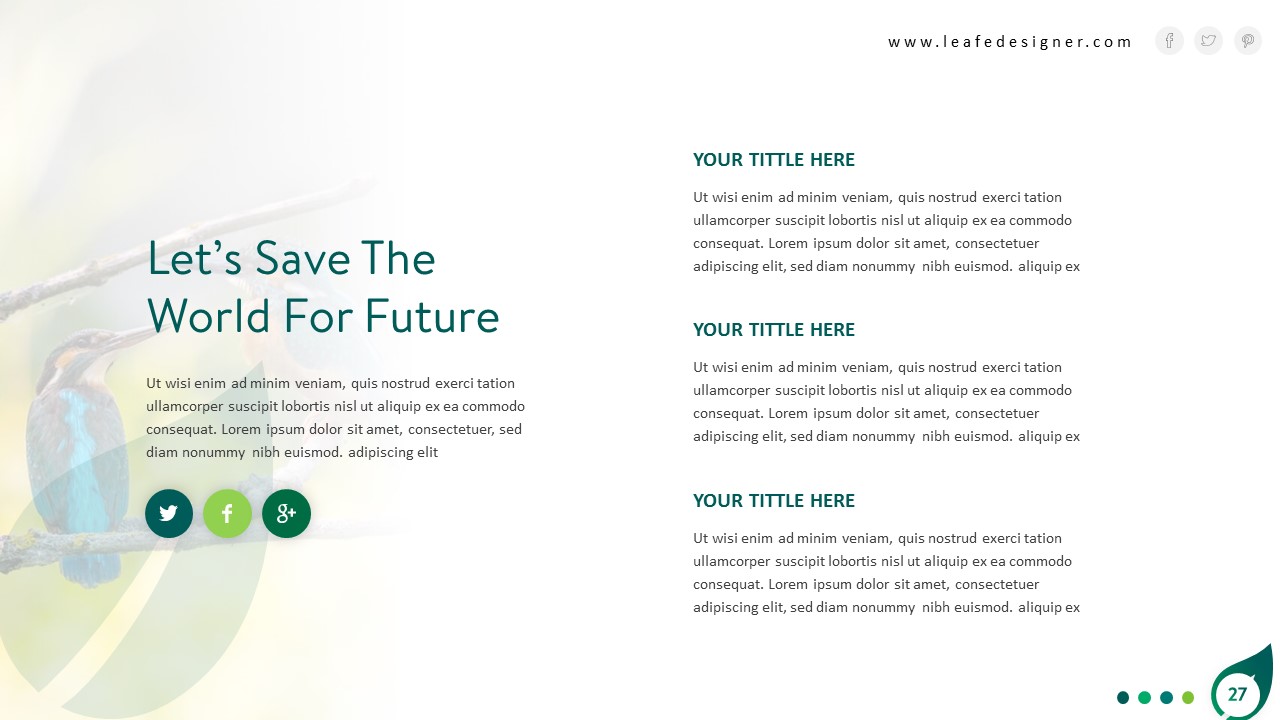 www.leafedesigner.com
Let's Save The
World For Future
Ut wisi enim ad minim veniam, quis nostrud exerci tation
ullamcorper suscipit lobortis nisl ut aliquip ex ea commodo
consequat. Lorem ipsum dolor sit amet, consectetuer, sed
diam nonummy nibh euismod. adipiscing elit
YOUR TITTLE HERE
Ut wisi enim ad minim veniam, quis nostrud exerci tation
ullamcorper suscipit lobortis nisl ut aliquip ex ea commodo
consequat. Lorem ipsum dolor sit amet, consectetuer
adipiscing elit, sed diam nonummy nibh euismod. aliquip ex
YOUR TITTLE HERE
Ut wisi enim ad minim veniam, quis nostrud exerci tation
ullamcorper suscipit lobortis nisl ut aliquip ex ea commodo
consequat. Lorem ipsum dolor sit amet, consectetuer
adipiscing elit, sed diam nonummy nibh euismod. aliquip ex
YOUR TITTLE HERE
Ut wisi enim ad minim veniam, quis nostrud exerci tation
ullamcorper suscipit lobortis nisl ut aliquip ex ea commodo
consequat. Lorem ipsum dolor sit amet, consectetuer
adipiscing elit, sed diam nonummy nibh euismod. aliquip ex
27